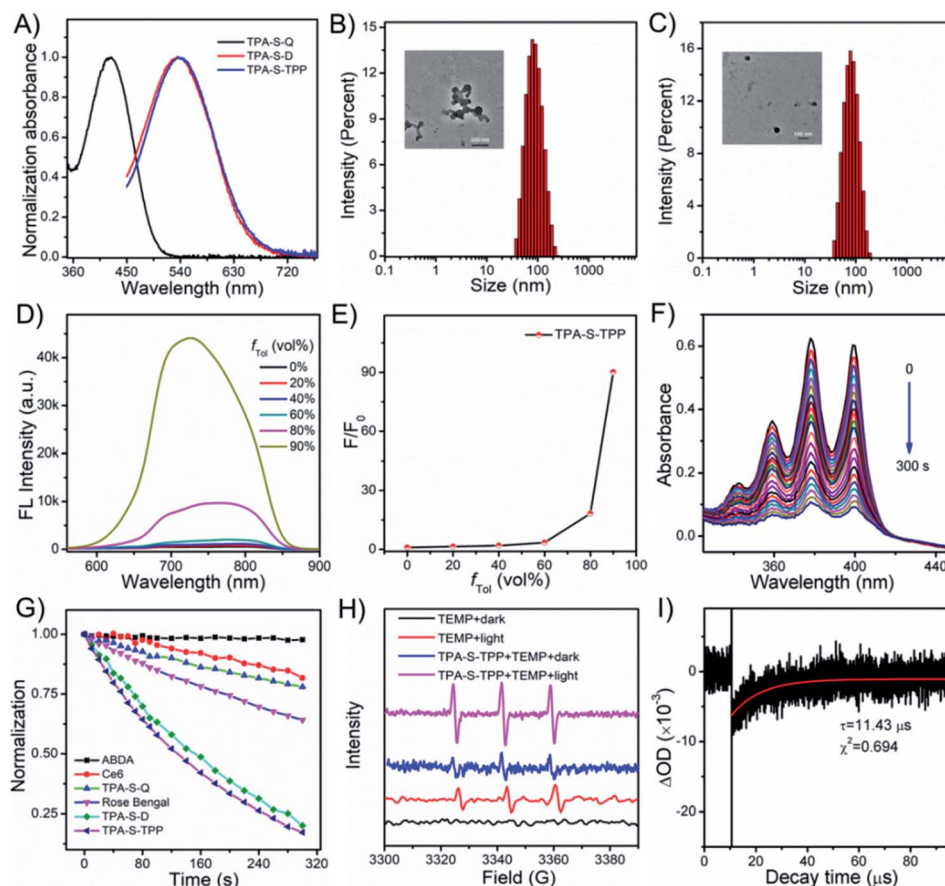 A)
Normalization absorbance
1.0
0.8
0.6
0.4
0.2
0.0
TPA-S-Q
TPA-S-D
TPA-S-TPP
360 450 540 630 720
Wavelength (nm)
B)
Intensity (Percent)
15
12
9
6
3
0
0.1 1 10 100 1000
Size (nm)
C)
Intensity (Percent)
16
12
8
4
0
0.1 1 10 100 1000
Size (nm)
D)
FL Intensity (a.u.)
40k
30k
20k
10k
0
fTol (vol%)
0%
20%
40%
60%
80%
90%
600 700 800 900
Wavelength (nm)
E)
F/F0
90
60
30
0
TPA-S-TPP
0 20 40 60 80 100
fTol (vol%)
F)
Absorbance
0.6
0.4
0.2
0.0
0
300 s
360 400 440
Wavelength (nm)
G)
Normalization
1.00
0.75
0.50
0.25
ABDA
Ce6
TPA-S-Q
Rose Bengal
TPA-S-D
TPA-S-TPP
0 80 160 240 320
Time (s)
H)
Intensity
TEMP+dark
TEMP+light
TPA-S-TPP+TEMP+dark
TPA-S-TPP+TEMP+light
3300 3320 3340 3360 3380
Field (G)
I)
ΔOD (×10-3)
0
-10
-20
τ=11.43 μs
χ2=0.694
0 20 40 60 80 100
Decay time (μs)